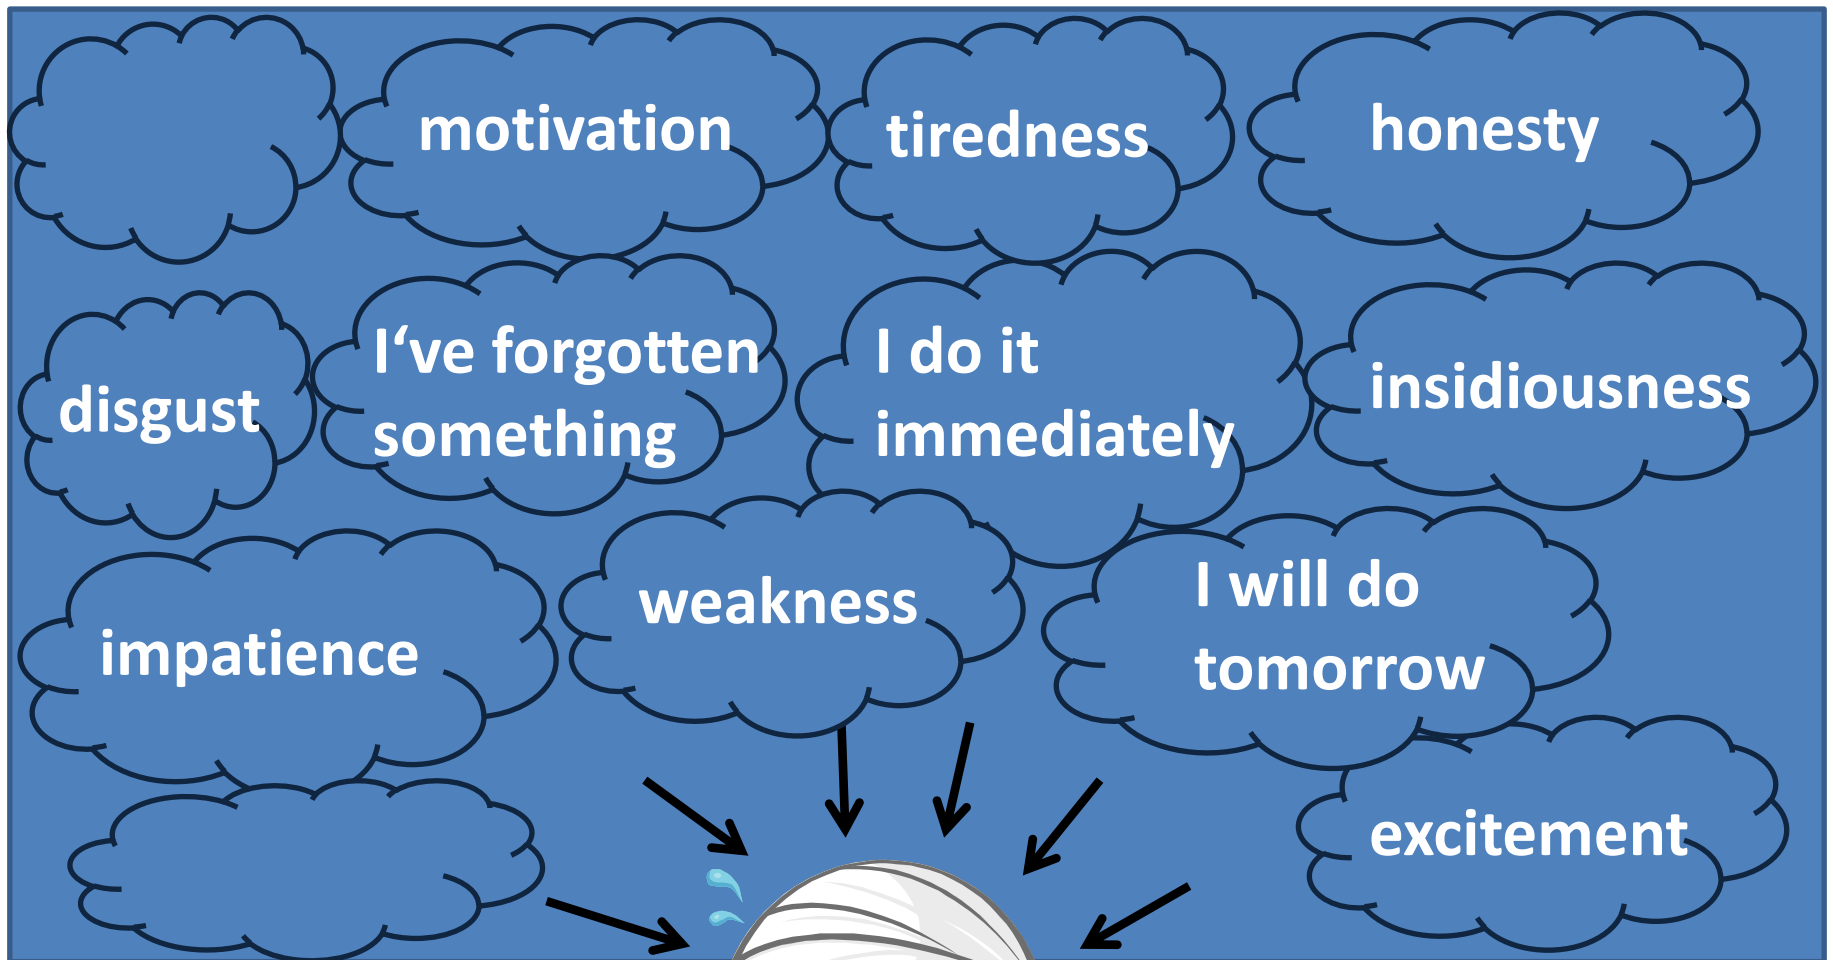 motivation
tiredness
honesty
disgust
I‘ve forgotten
something
I do it
immediately
insidiousness
impatience
weakness
I will do
tomorrow
excitement